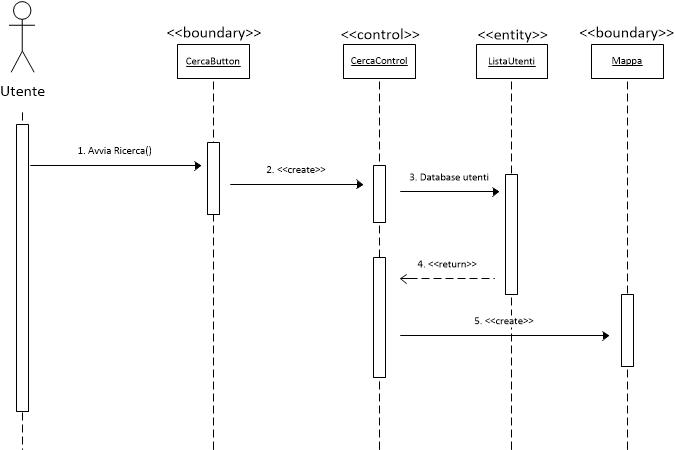 <<boundary>>
<<control>>
<<entity>>
<<boundary>>
CercaButton
CercaControl
ListaUtenti
Mappa
Utente
1. Avvia Ricerca()
2. <<create>>
3. Database utenti
4. <<return>>
5. <<create>>